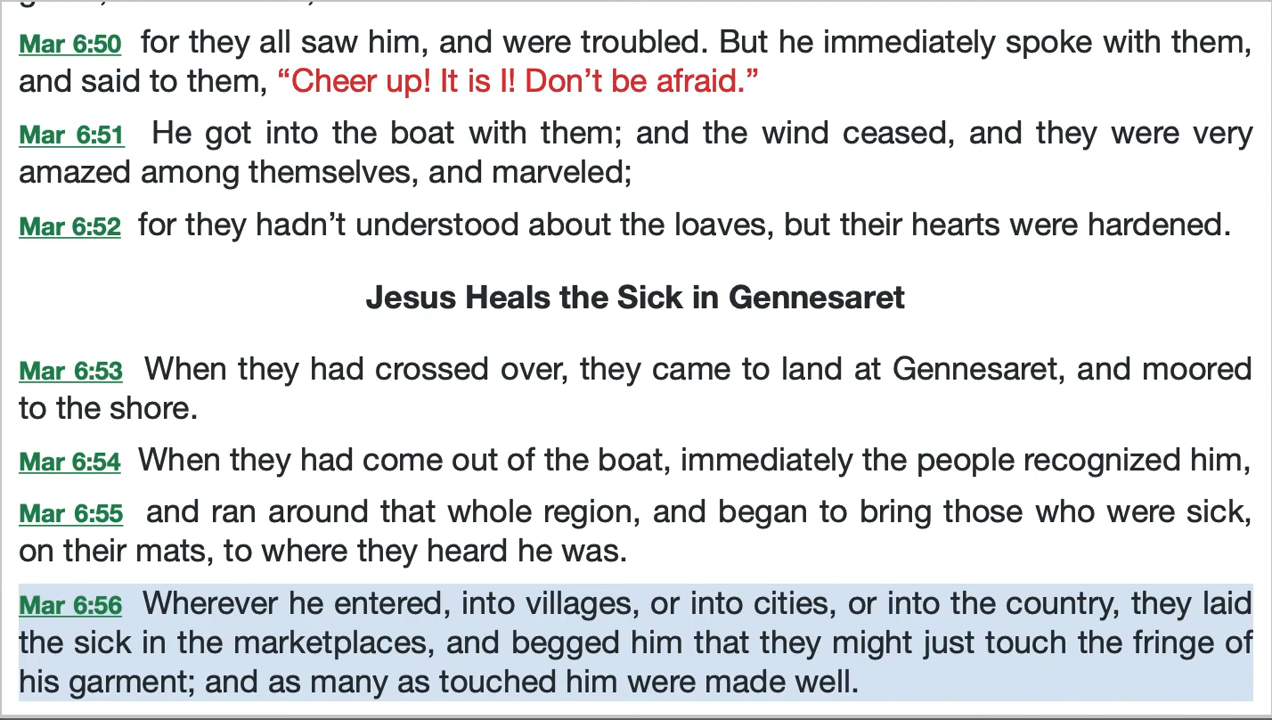 Mar 6:50 for they all saw him, and were troubled. But he immediately spoke with them,
and said to them, “Cheer up! It is I! Don’t be afraid.”
Mar 6:51 He got into the boat with them; and the wind ceased, and they were very
amazed among themselves, and marveled;
Mar 6:52 for they hadn’t understood about the loaves, but their hearts were hardened.
Jesus Heals the Sick in Gennesaret
Mar 6:53 When they had crossed over, they came to land at Gennesaret, and moored
to the shore.
Mar 6:54 When they had come out of the boat, immediately the people recognized him,
Mar 6:55 and ran around that whole region, and began to bring those who were sick,
on their mats, to where they heard he was.
Mar 6:56 Wherever he entered, into villages, or into cities, or into the country, they laid
the sick in the marketplaces, and begged him that they might just touch the fringe of
his garment; and as many as touched him were made well.